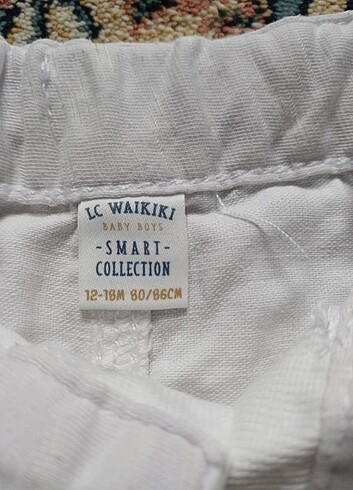 LC WAIKIKI
BABY BOYS
-SMART-
COLLECTION
12-18M 80/86CM